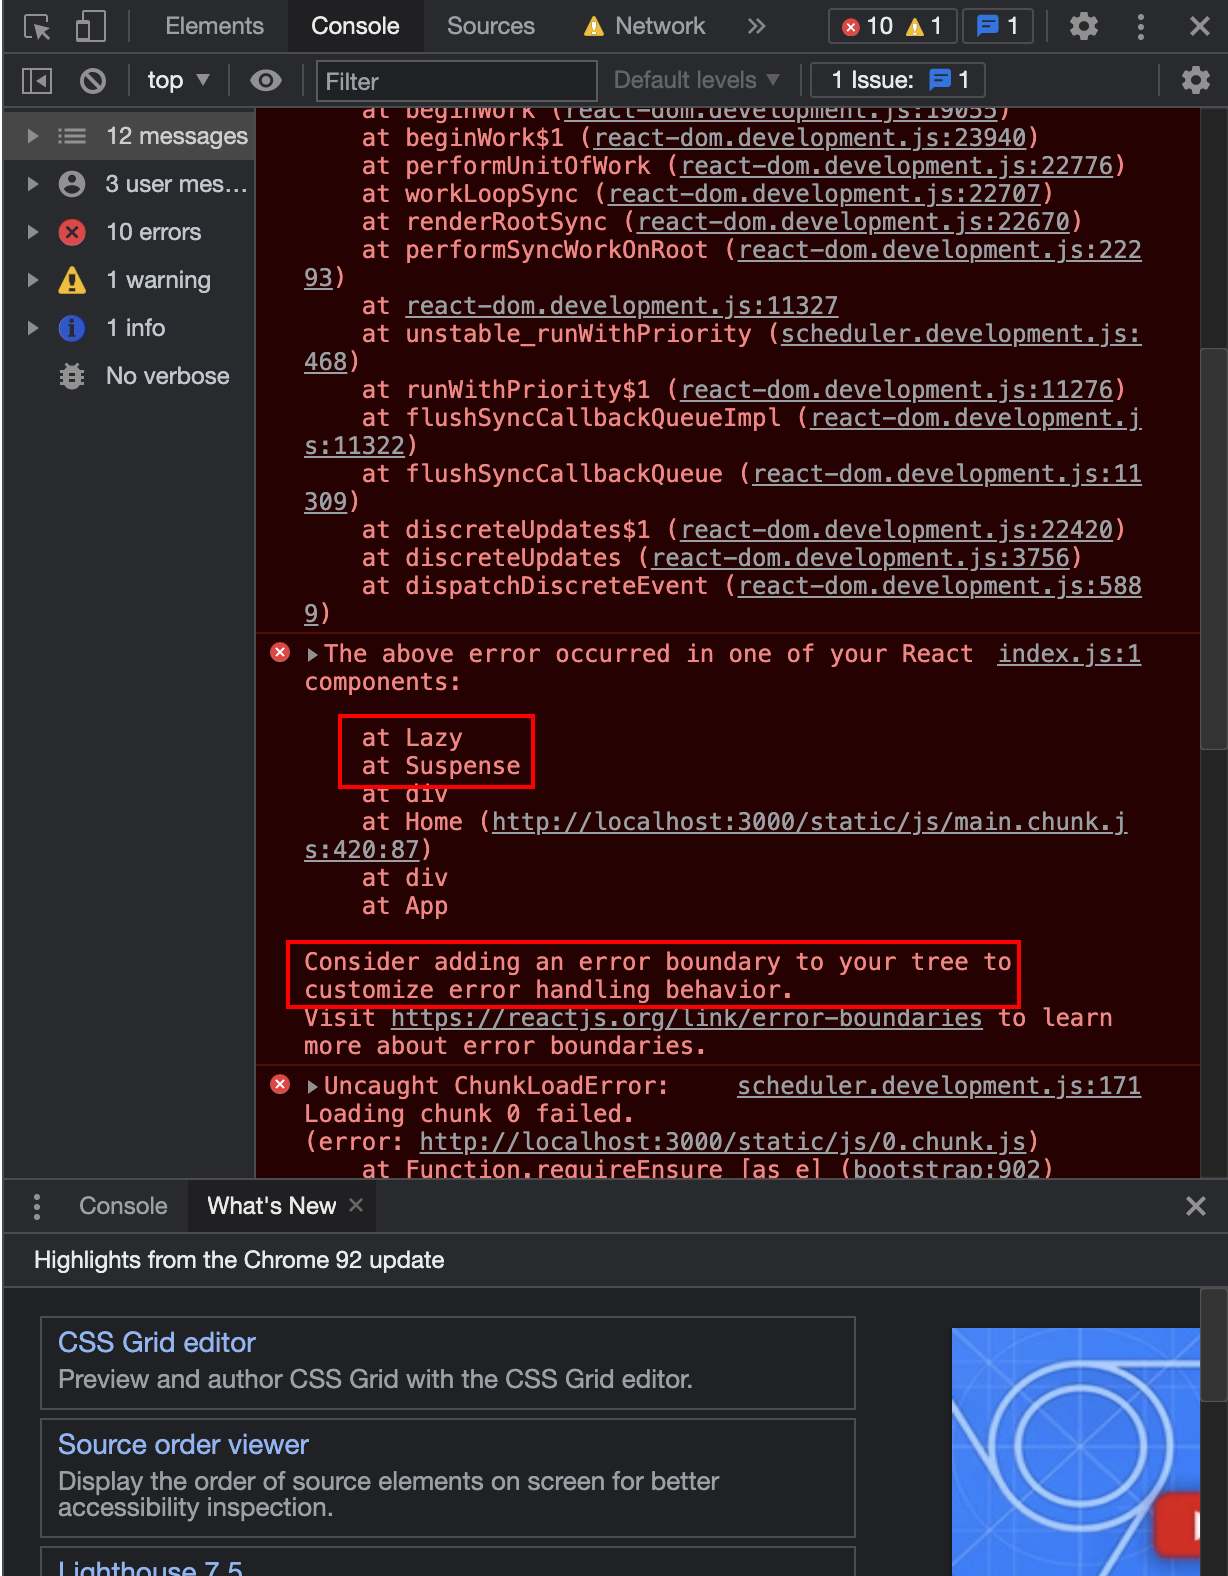 Elements Console Sources Network 10 1 1
top Filter Default levels 1 Issue: 1
12 messages
3 user mes...
10 errors
1 warning
1 info
No verbose
at beginWork (react-dom.development.js:19055)
at beginWork$1 (react-dom.development.js:23940)
at performUnitOfWork (react-dom.development.js:22776)
at workLoopSync (react-dom.development.js:22707)
at renderRootSync (react-dom.development.js:22670)
at performSyncWorkOnRoot (react-dom.development.js:222
93)
at react-dom.development.js:11327
at unstable_runWithPriority (scheduler.development.js:
468)
at runWithPriority$1 (react-dom.development.js:11276)
at flushSyncCallbackQueueImpl (react-dom.development.j
s:11322)
at flushSyncCallbackQueue (react-dom.development.js:11
309)
at discreteUpdates$1 (react-dom.development.js:22420)
at discreteUpdates (react-dom.development.js:3756)
at dispatchDiscreteEvent (react-dom.development.js:588
9)
The above error occurred in one of your React index.js:1
components:
at Lazy
at Suspense
at div
at Home (http://localhost:3000/static/js/main.chunk.j
s:420:87)
at div
at App
Consider adding an error boundary to your tree to
customize error handling behavior.
Visit https://reactjs.org/link/error-boundaries to learn
more about error boundaries.
Uncaught ChunkLoadError: scheduler.development.js:171
Loading chunk 0 failed.
(error: http://localhost:3000/static/js/0.chunk.js)
at Function.requireEnsure [as e] (bootstrap:902)
Console What's New
Highlights from the Chrome 92 update
CSS Grid editor
Preview and author CSS Grid with the CSS Grid editor.
Source order viewer
Display the order of source elements on screen for better
accessibility inspection.
Lighthouse 7.5